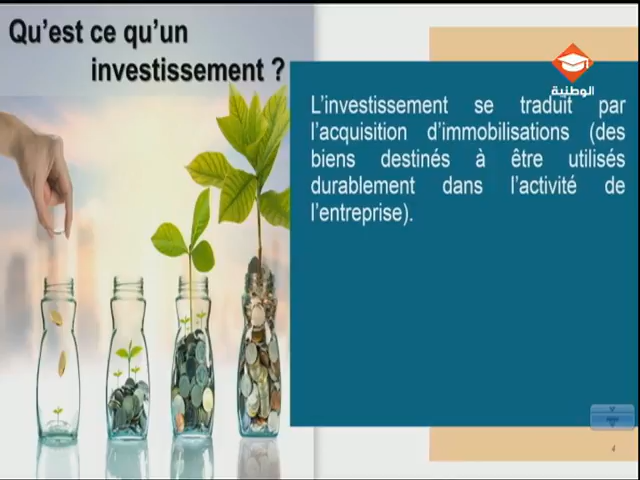 Qu’est ce qu’un
investissement ?
الوطنية
L’investissement se traduit par
l’acquisition d’immobilisations (des
biens destinés à être utilisés
durablement dans l’activité de
l’entreprise).
4